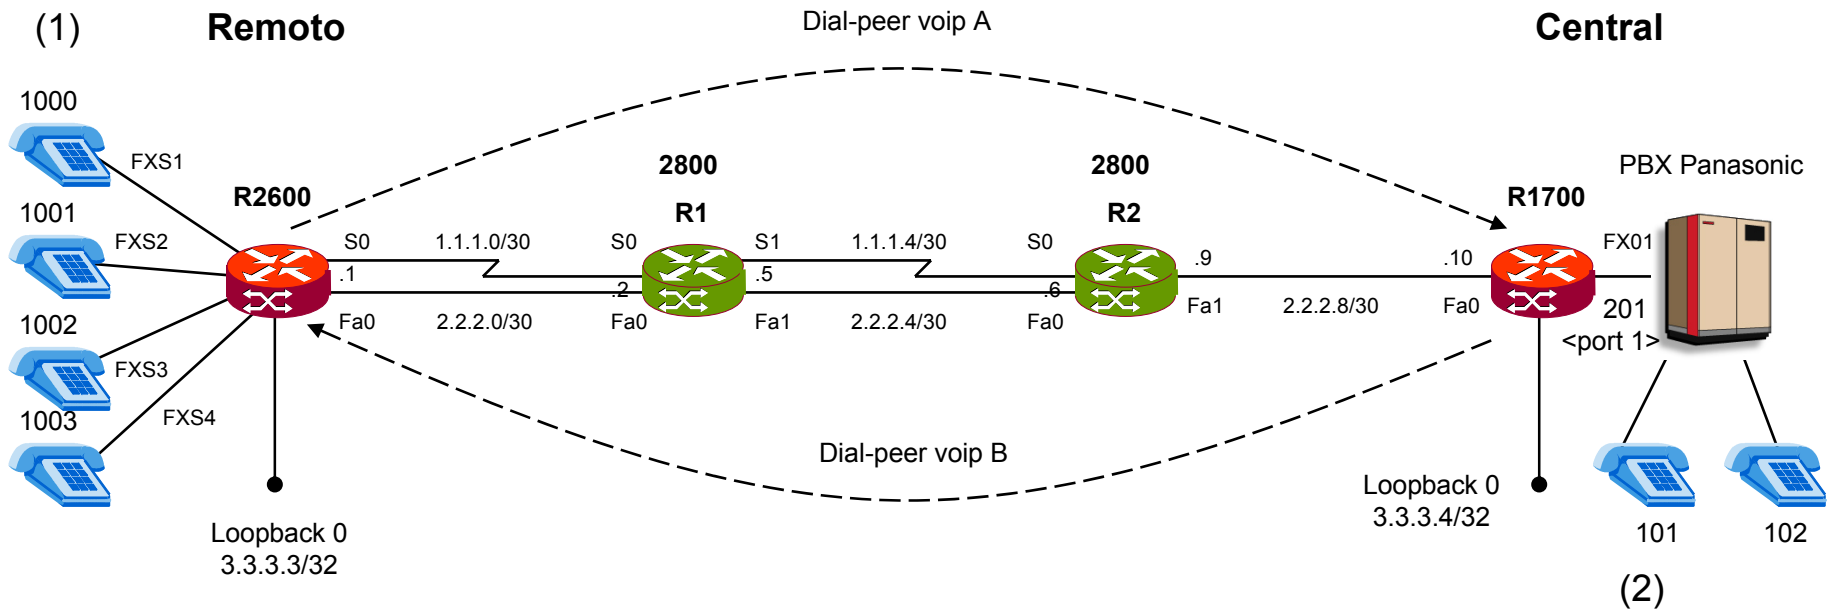 (1)
Remoto
Dial-peer voip A
Central
1000
FXS1
2800
2800
PBX Panasonic
R2600
R1
R2
R1700
1001
FXS2
S0
1.1.1.0/30
S0
S1
1.1.1.4/30
S0
.9
.10
FX01
.1
.2
.5
.6
1002
Fa0
2.2.2.0/30
Fa0
Fa1
2.2.2.4/30
Fa0
Fa1
2.2.2.8/30
Fa0
201
<port 1>
FXS3
1003
FXS4
Dial-peer voip B
Loopback 0
3.3.3.3/32
Loopback 0
3.3.3.4/32
101
102
(2)